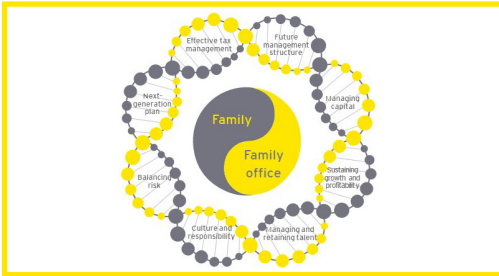 Effective tax
management
Future
management
structure
Managing
capital
Sustaining
growth and
profitability
Managing and
retaining talent
Culture and
responsibility
Balancing
risk
Next-
generation
plan
Family
Family
office